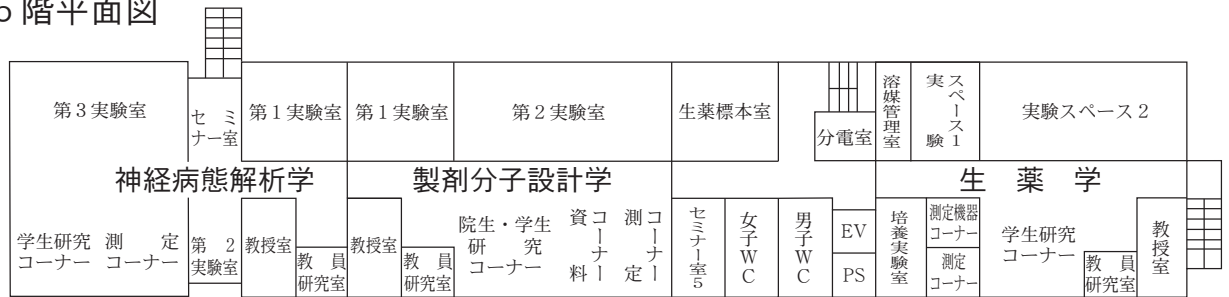 階平面図
第3実験室
セミ
ナー室
第1実験室
第1実験室
第2実験室
生薬標本室
分電室
溶媒管理室
実験
スペース1
実験スペース2
神経病態解析学
製剤分子設計学
生薬学
学生研究
コーナー
測定
コーナー
第2
実験室
教授室
教員
研究室
教授室
教員
研究室
院生・学生
研究
コーナー
資料
コーナー
測定
コーナー
セミナー室5
女子WC
男子WC
EV
PS
培養実験室
測定機器
コーナー
測定
コーナー
学生研究
コーナー
教員
研究室
教授室